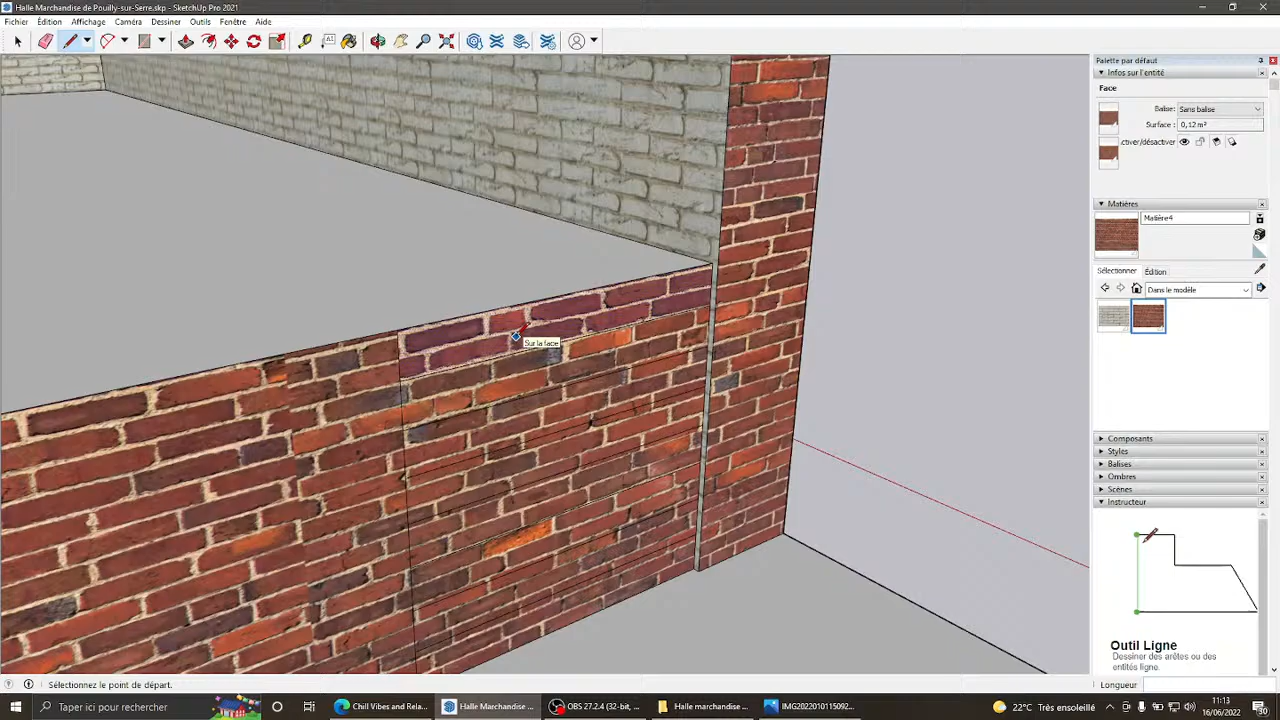 Halle Marchandise de Pouilly-sur-Serre.skp - SketchUp Pro 2021
Fichier Édition Affichage Caméra Dessiner Outils Fenêtre Aide
Palette par défaut
Infos sur l'entité
Face
Balise: Sans balise
Surface : 0,12 m²
.ctiver/désactiver
Matières
Matière4
Sélectionner Édition
Dans le modèle
Sur la face
Composants
Styles
Balises
Ombres
Scènes
Instructeur
Outil Ligne
Dessiner des arêtes ou des
entités ligne.
Sélectionnez le point de départ.
Longueur
Taper ici pour rechercher
Chill Vibes and Rela...
Halle Marchandise ...
OBS 27.2.4 (32-bit, ...
Halle marchandise ...
IMG2022010115092...
22°C Très ensoleillé
11:13
16/06/2022